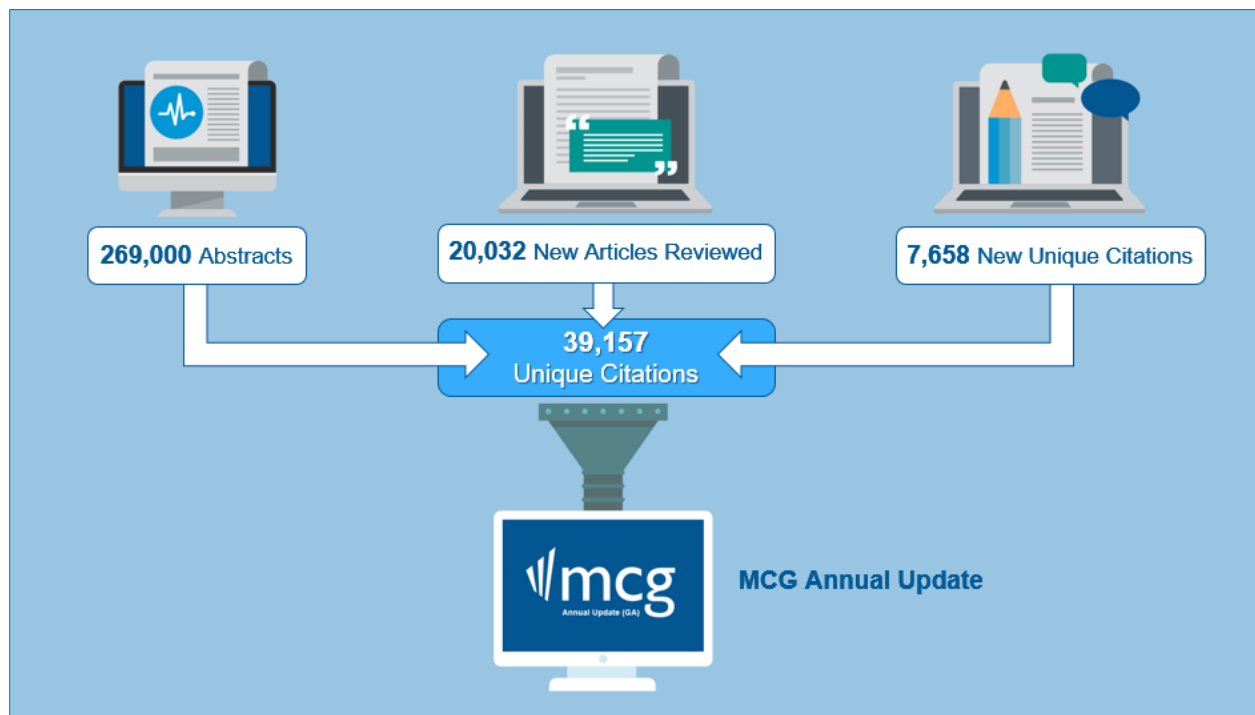 269,000 Abstracts
20,032 New Articles Reviewed
7,658 New Unique Citations
39,157
Unique Citations
mcg
Annual Update (GA)
MCG Annual Update